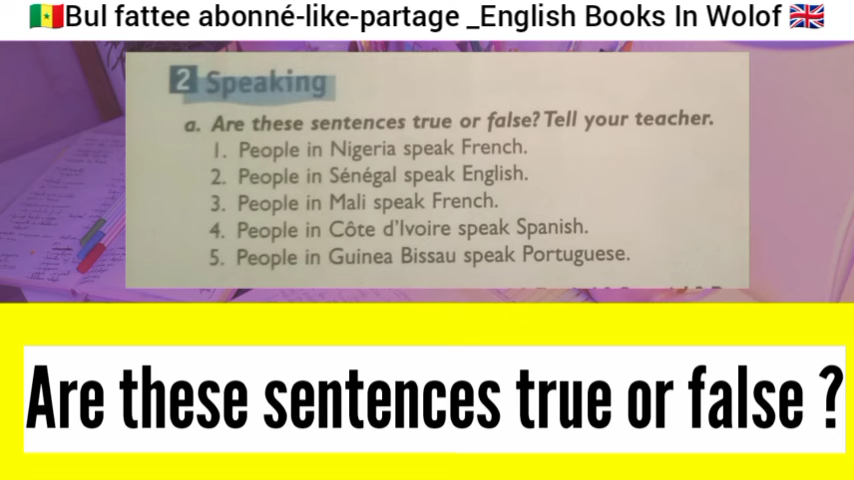 🇸🇳Bul fattee abonné-like-partage _English Books In Wolof 🇬🇧
2 Speaking
a. Are these sentences true or false? Tell your teacher.
1. People in Nigeria speak French.
2. People in Sénégal speak English.
3. People in Mali speak French.
4. People in Côte d'Ivoire speak Spanish.
5. People in Guinea Bissau speak Portuguese.
Are these sentences true or false ?